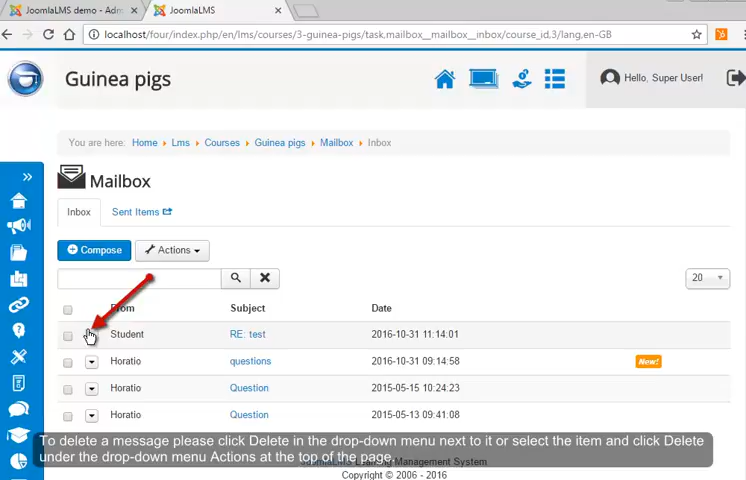 JoomlaLMS demo - Adm
JoomlaLMS
localhost/four/index.php/en/lms/courses/3-guinea-pigs/task,mailbox__mailbox__inbox/course_id,3/lang,en-GB
Guinea pigs
Hello, Super User!
You are here: Home Lms Courses Guinea pigs Mailbox Inbox
Mailbox
Inbox Sent Items
Compose Actions
20
From Subject Date
Student RE: test 2016-10-31 11:14:01
Horatio questions 2016-10-31 09:14:58 New!
Horatio Question 2015-05-15 10:24:23
Horatio Question 2015-05-13 09:41:08
To delete a message please click Delete in the drop-down menu next to it or select the item and click Delete
under the drop-down menu Actions at the top of the page.
JoomlaLMS Learning Management System
Copyright © 2006 - 2016